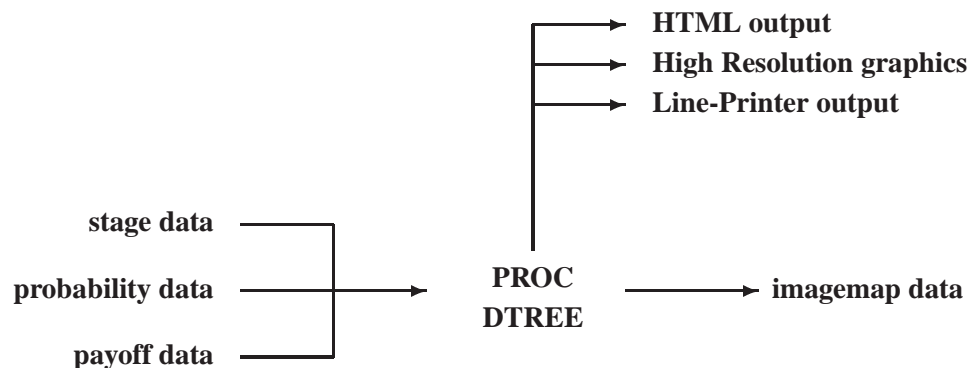 HTML output
High Resolution graphics
Line-Printer output
stage data
probability data
payoff data
PROC
DTREE
imagemap data